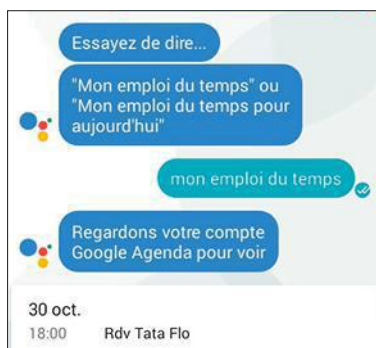 Essayez de dire...
"Mon emploi du temps" ou
"Mon emploi du temps pour
aujourd'hui"
mon emploi du temps
Regardons votre compte
Google Agenda pour voir
30 oct.
18:00 Rdv Tata Flo